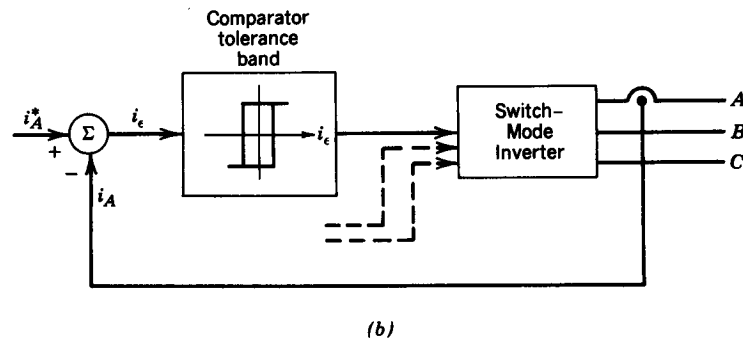 Comparator
tolerance
band
i*A
+
Σ
iϵ
−
iA
iϵ
Switch–
Mode
Inverter
A
B
C
(b)